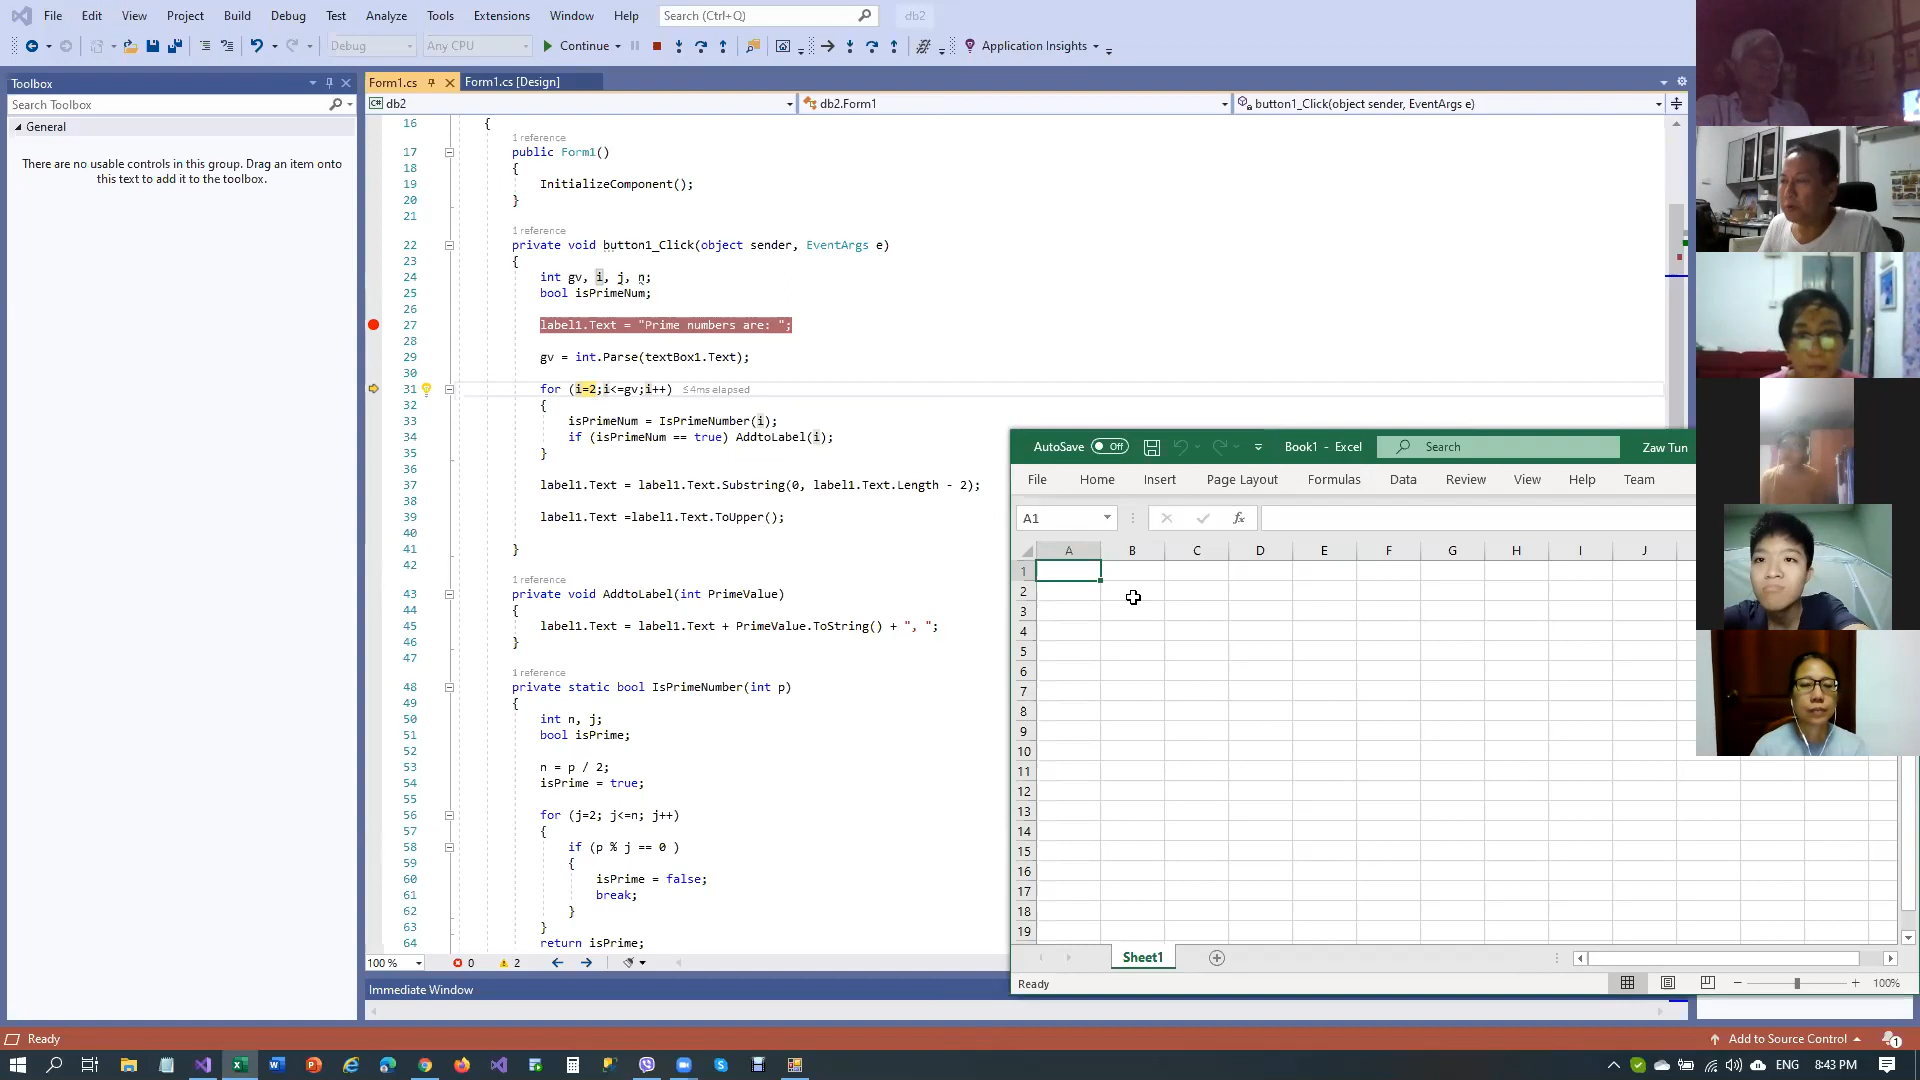 File Edit View Project Build Debug Test Analyze Tools Extensions Window Help Search (Ctrl+Q) db2
Debug Any CPU Continue Application Insights
Toolbox
Search Toolbox
General
There are no usable controls in this group. Drag an item onto
this text to add it to the toolbox.
Form1.cs Form1.cs [Design]
db2 db2.Form1 button1_Click(object sender, EventArgs e)
16 {
1 reference
17 public Form1()
18 {
19 InitializeComponent();
20 }
21
1 reference
22 private void button1_Click(object sender, EventArgs e)
23 {
24 int gv, i, j, n;
25 bool isPrimeNum;
26
27 label1.Text = "Prime numbers are: ";
28
29 gv = int.Parse(textBox1.Text);
30
31 for (i=2;i<=gv;i++) ≤4ms elapsed
32 {
33 isPrimeNum = IsPrimeNumber(i);
34 if (isPrimeNum == true) AddtoLabel(i);
35 }
36
37 label1.Text = label1.Text.Substring(0, label1.Text.Length - 2);
38
39 label1.Text =label1.Text.ToUpper();
40
41 }
42
1 reference
43 private void AddtoLabel(int PrimeValue)
44 {
45 label1.Text = label1.Text + PrimeValue.ToString() + ", ";
46 }
47
1 reference
48 private static bool IsPrimeNumber(int p)
49 {
50 int n, j;
51 bool isPrime;
52
53 n = p / 2;
54 isPrime = true;
55
56 for (j=2; j<=n; j++)
57 {
58 if (p % j == 0 )
59 {
60 isPrime = false;
61 break;
62 }
63 }
64 return isPrime;
100 % 0 2
Immediate Window
Ready Add to Source Control 1
AutoSave Off Book1 - Excel Search Zaw Tun
File Home Insert Page Layout Formulas Data Review View Help Team
A1 fx
A B C D E F G H I J
1
2
3
4
5
6
7
8
9
10
11
12
13
14
15
16
17
18
19
Sheet1
Ready 100%
ENG 8:43 PM